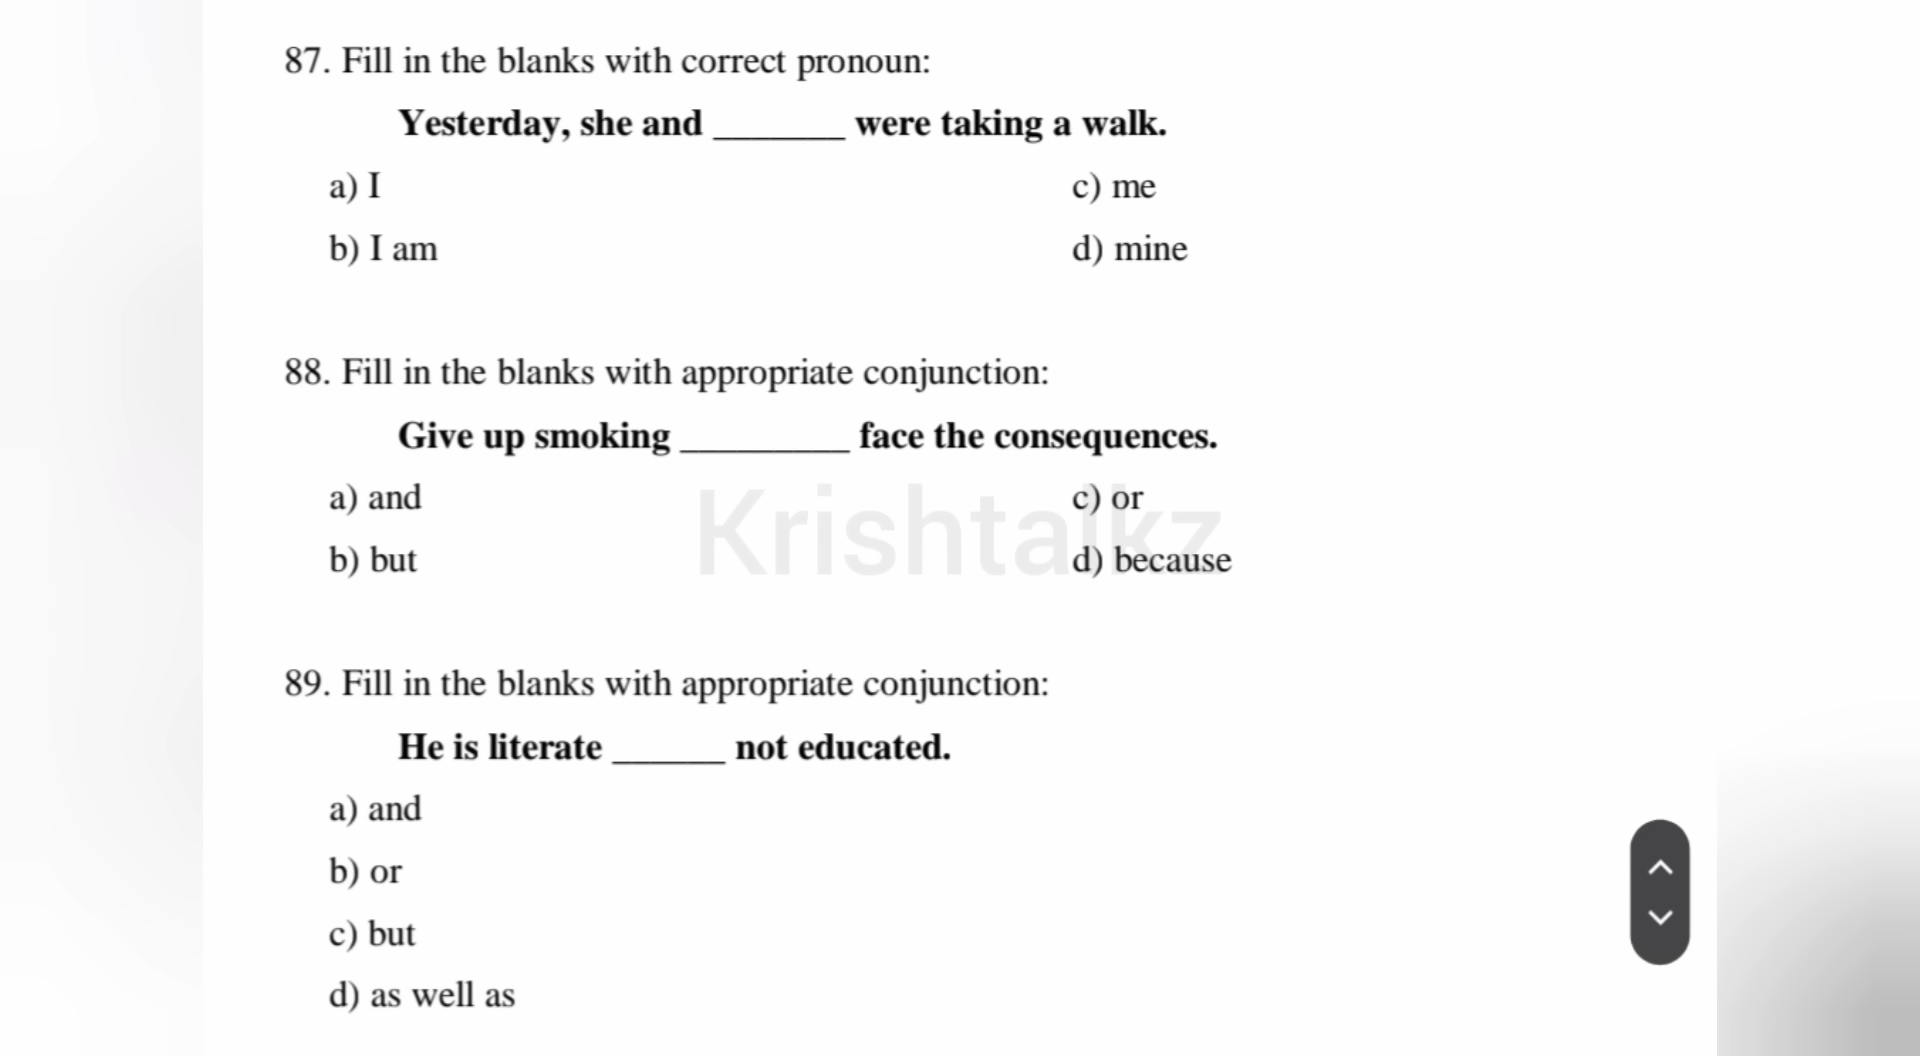 87. Fill in the blanks with correct pronoun:
Yesterday, she and _______ were taking a walk.
a) I
c) me
b) I am
d) mine
88. Fill in the blanks with appropriate conjunction:
Give up smoking _________ face the consequences.
a) and
c) or
b) but
d) because
Krishtalkz
89. Fill in the blanks with appropriate conjunction:
He is literate ______ not educated.
a) and
b) or
c) but
d) as well as